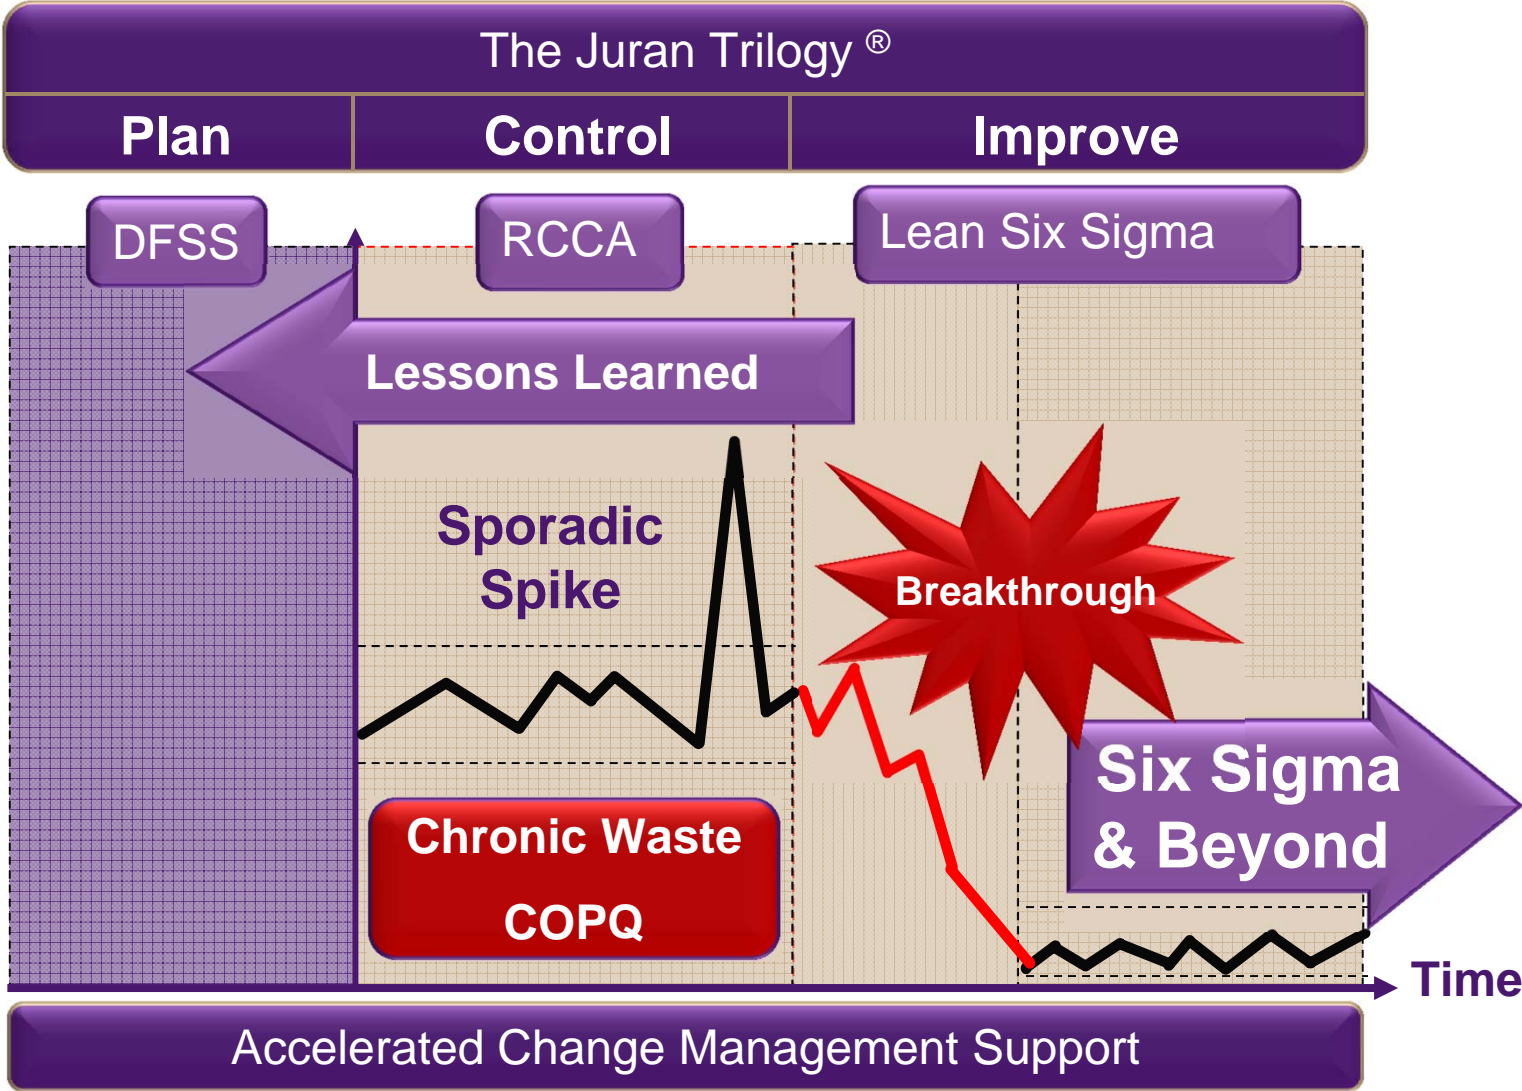 The Juran Trilogy ®
Plan
Control
Improve
DFSS
RCCA
Lean Six Sigma
Lessons Learned
Sporadic
Spike
Breakthrough
Six Sigma
& Beyond
Chronic Waste
COPQ
Time
Accelerated Change Management Support